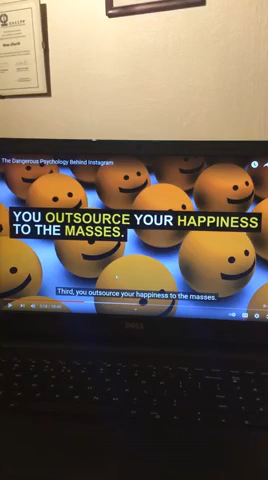 The Dangerous Psychology Behind Instagram
YOU OUTSOURCE YOUR HAPPINESS
TO THE MASSES.
Third, you outsource your happiness to the masses.
DELL